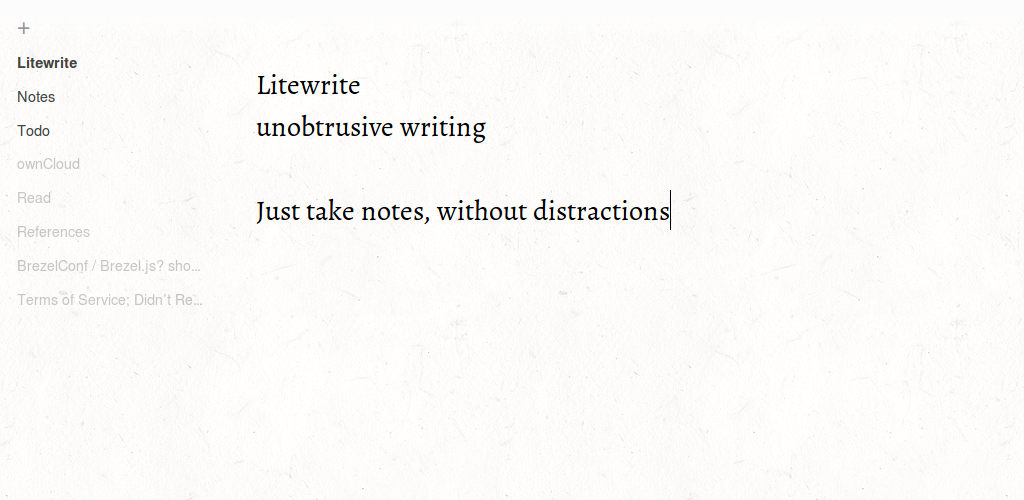 +
Litewrite
Notes
Todo
ownCloud
Read
References
BrezelConf / Brezel.js? sho...
Terms of Service; Didn't Re...
Litewrite
unobtrusive writing
Just take notes, without distractions